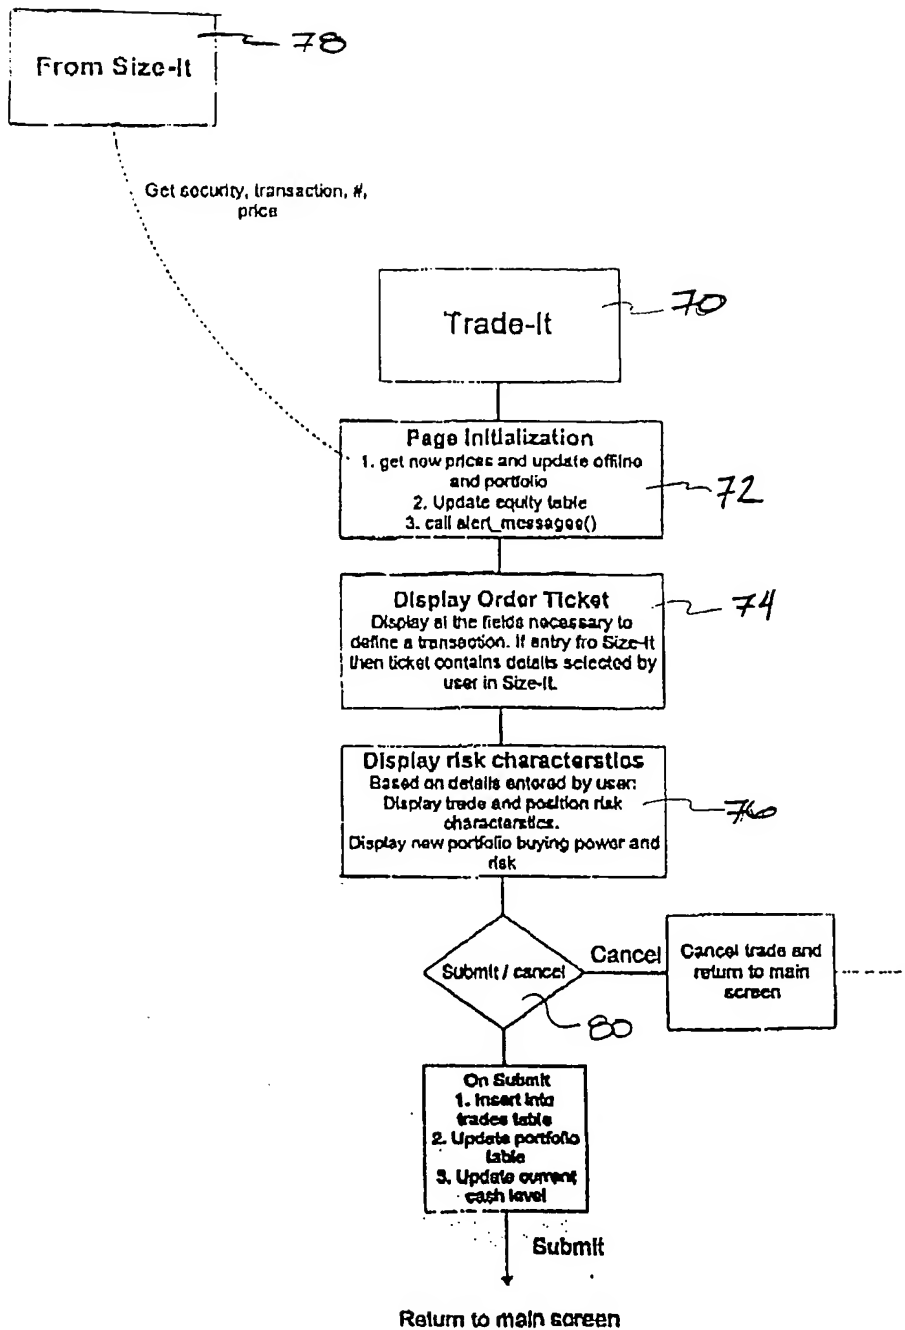 From Size-It
78
Get security, transaction, #,
price
Trade-It
70
Page Initialization
1. get now prices and update offline
and portfolio
2. Update equity table
3. call alert_messages()
72
Display Order Ticket
Display al the fields necessary to
define a transaction. If entry fro Size-It
then ticket contains details selected by
user in Size-It.
74
Display risk characterstics
Based on details entered by user:
Display trade and position risk
characterstics.
Display new portfolio buying power and
risk
76
Submit / cancel
80
Cancel
Cancel trade and
return to main
screen
On Submit
1. Insert into
trades table
2. Update portfolio
table
3. Update current
cash level
Submit
Return to main screen